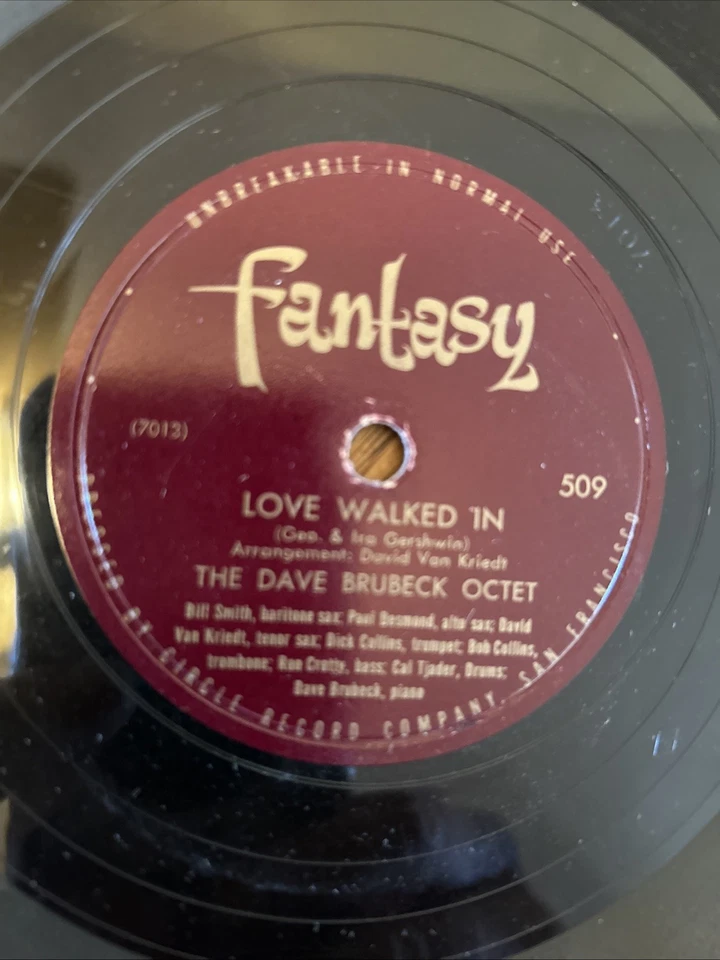 UNBREAKABLE IN NORMAL USE
fantasy
(7013)
509
LOVE WALKED IN
(Geo. & Ira Gershwin)
Arrangement: David Van Kriedt
THE DAVE BRUBECK OCTET
Bill Smith, baritone sax; Paul Desmond, alto sax; David
Van Kriedt, tenor sax; Dick Collins, trumpet; Bob Collins,
trombone; Ron Crotty, bass; Cal Tjader, Drums;
Dave Brubeck, piano
PRESSED BY CIRCLE RECORD COMPANY, SAN FRANCISCO